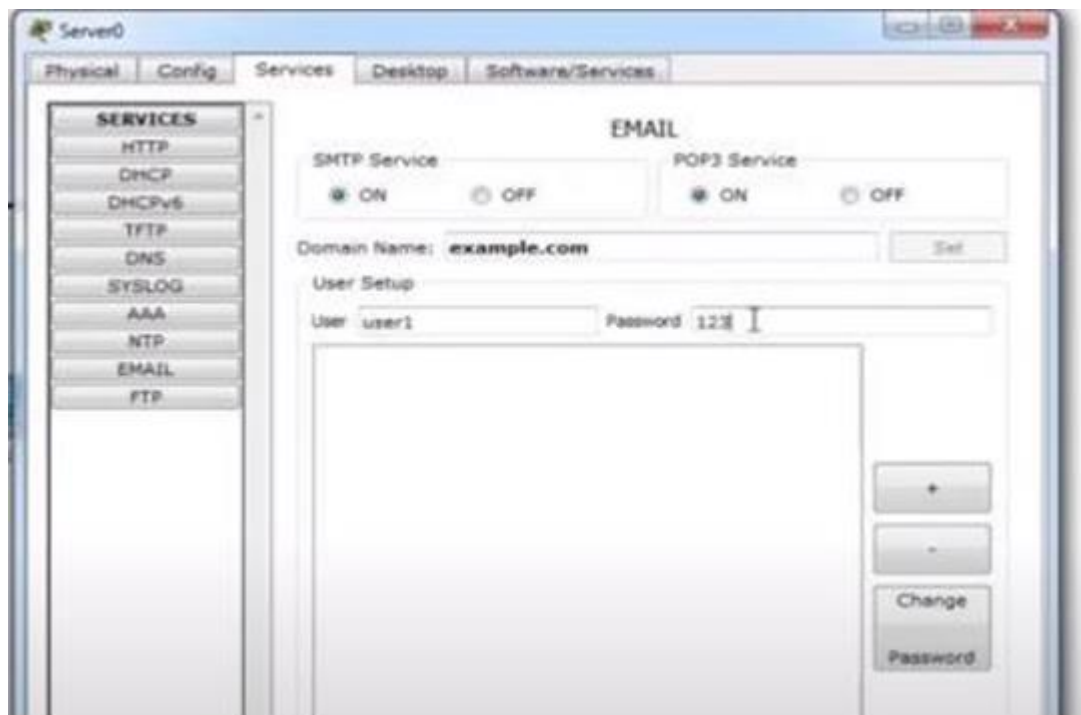 Server0
Physical Config Services Desktop Software/Services
SERVICES
HTTP
DHCP
DHCPv6
TFTP
DNS
SYSLOG
AAA
NTP
EMAIL
FTP
EMAIL
SMTP Service
ON OFF
POP3 Service
ON OFF
Domain Name: example.com Set
User Setup
User user1 Password 123
+
-
Change
Password